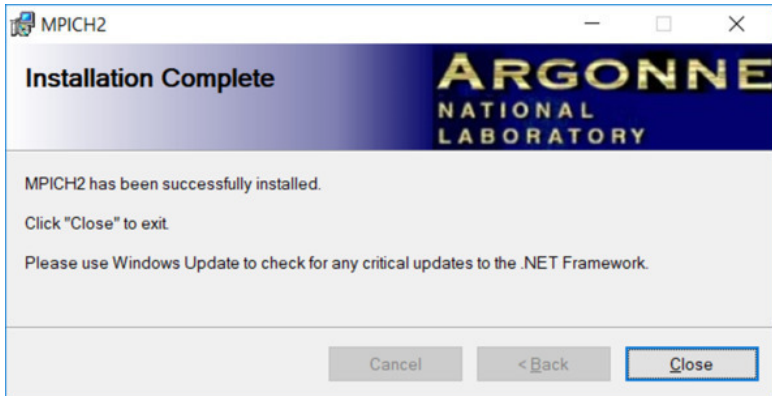 MPICH2
Installation Complete
ARGONNE
NATIONAL
LABORATORY
MPICH2 has been successfully installed.
Click "Close" to exit.
Please use Windows Update to check for any critical updates to the .NET Framework.
Cancel
< Back
Close